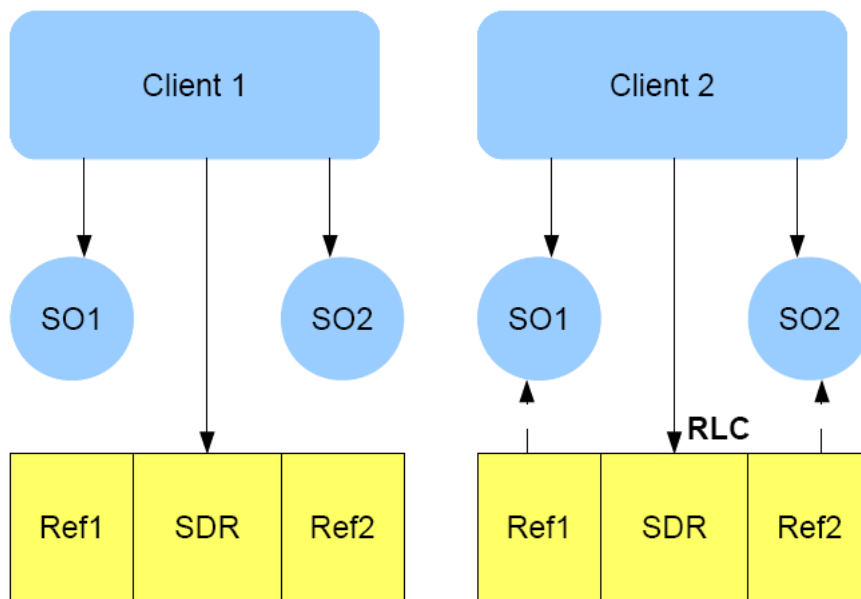 Client 1
Client 2
SO1
SO2
SO1
SO2
RLC
Ref1
SDR
Ref2
Ref1
SDR
Ref2